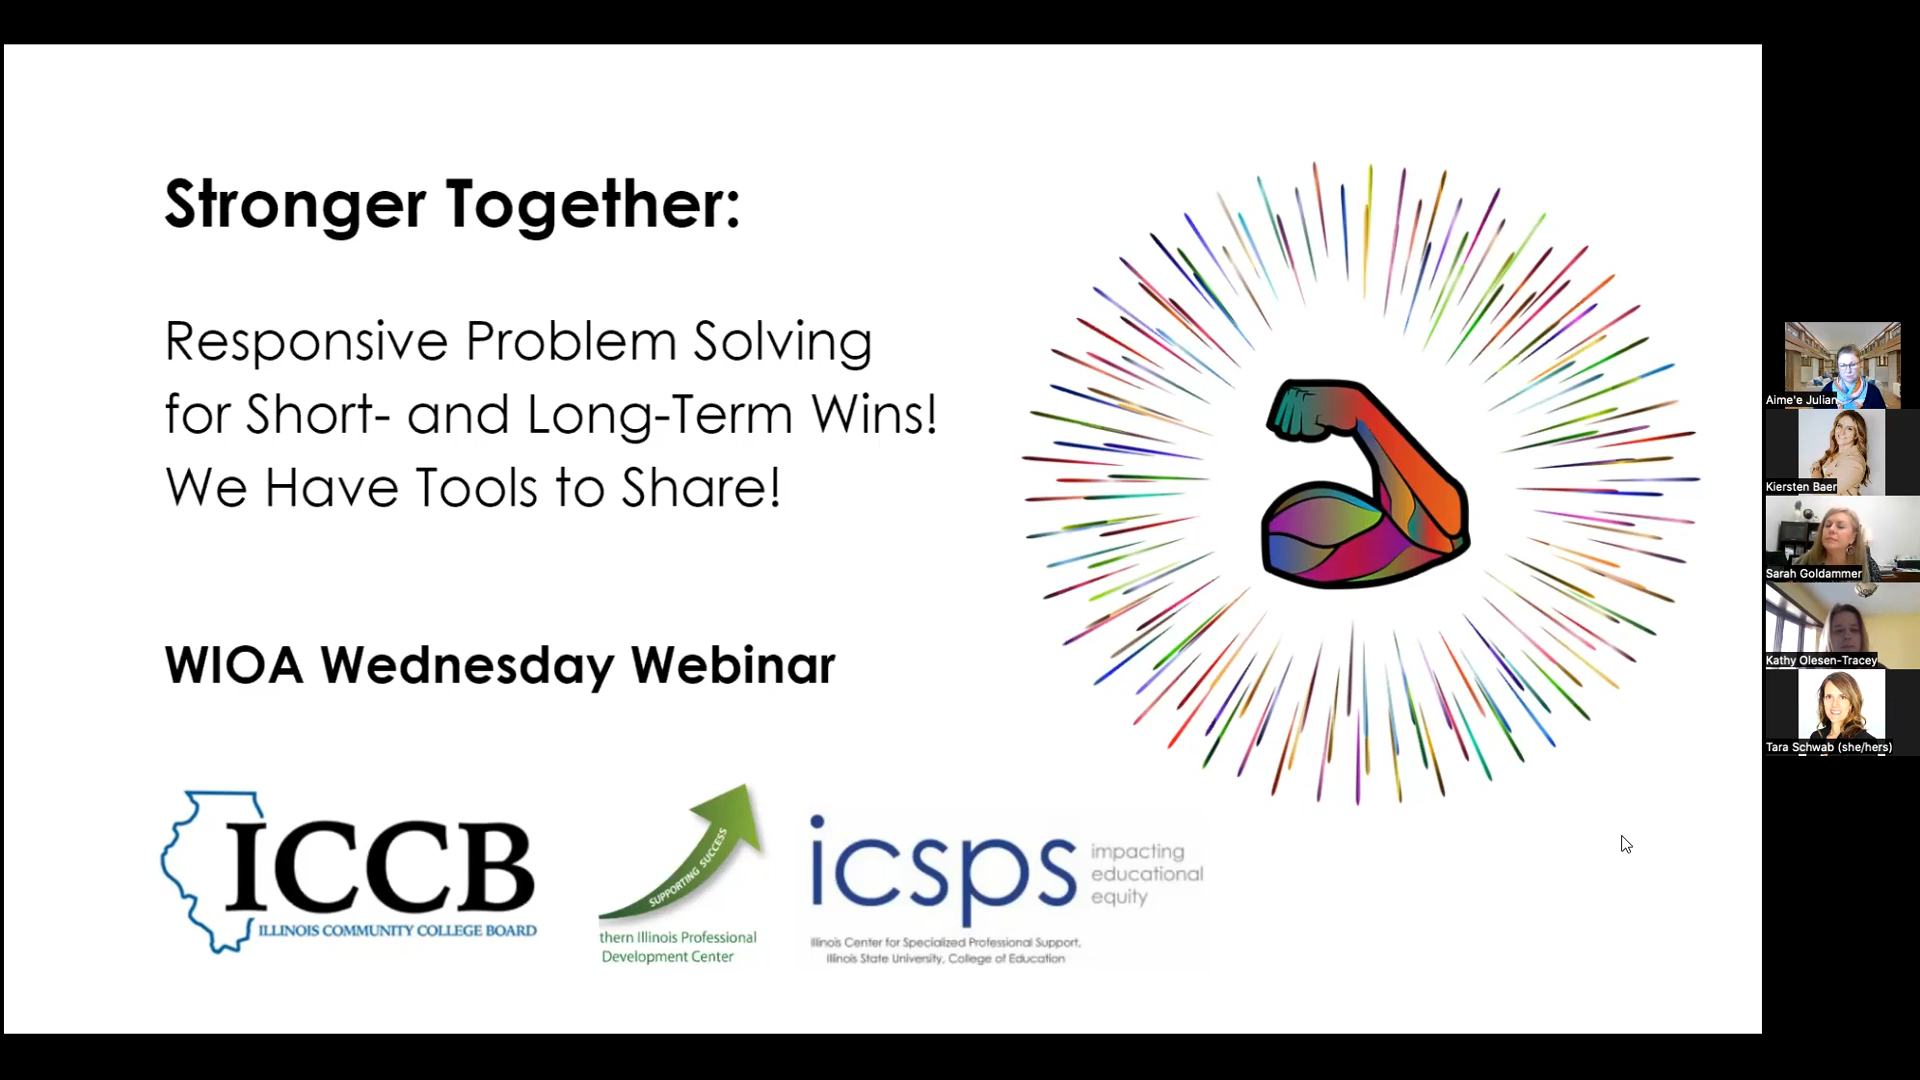 Stronger Together:
Responsive Problem Solving
for Short- and Long-Term Wins!
We Have Tools to Share!
WIOA Wednesday Webinar
ICCB
ILLINOIS COMMUNITY COLLEGE BOARD
SUPPORTING SUCCESS
thern Illinois Professional
Development Center
icsps
impacting
educational
equity
Illinois Center for Specialized Professional Support,
Illinois State University, College of Education
Aime'e Julian
Kiersten Baer
Sarah Goldammer
Kathy Olesen-Tracey
Tara Schwab (she/hers)